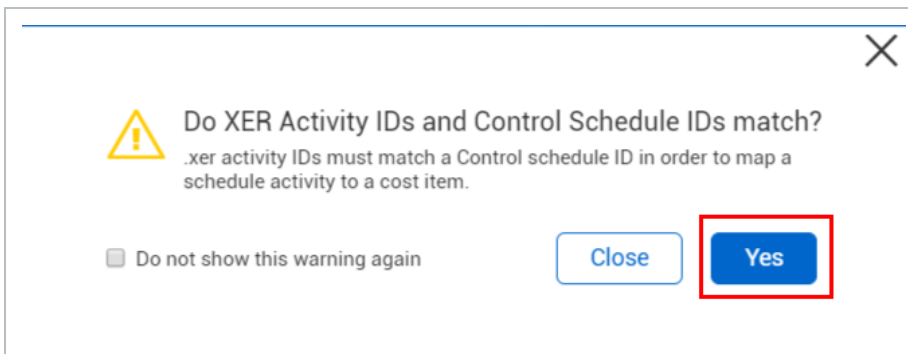 Do XER Activity IDs and Control Schedule IDs match?
.xer activity IDs must match a Control schedule ID in order to map a
schedule activity to a cost item.
Do not show this warning again
Close
Yes